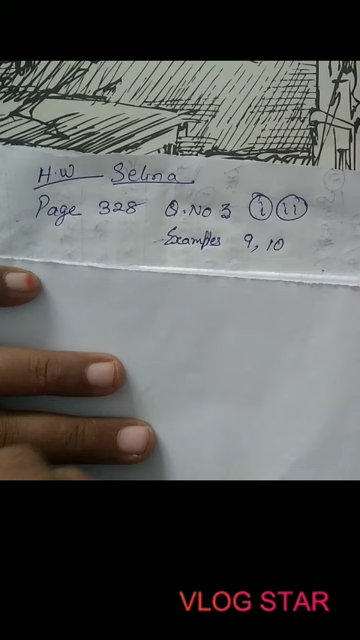 H.W Selina
Page 328 Q.No 3 i ii
Examples 9, 10
VLOG STAR